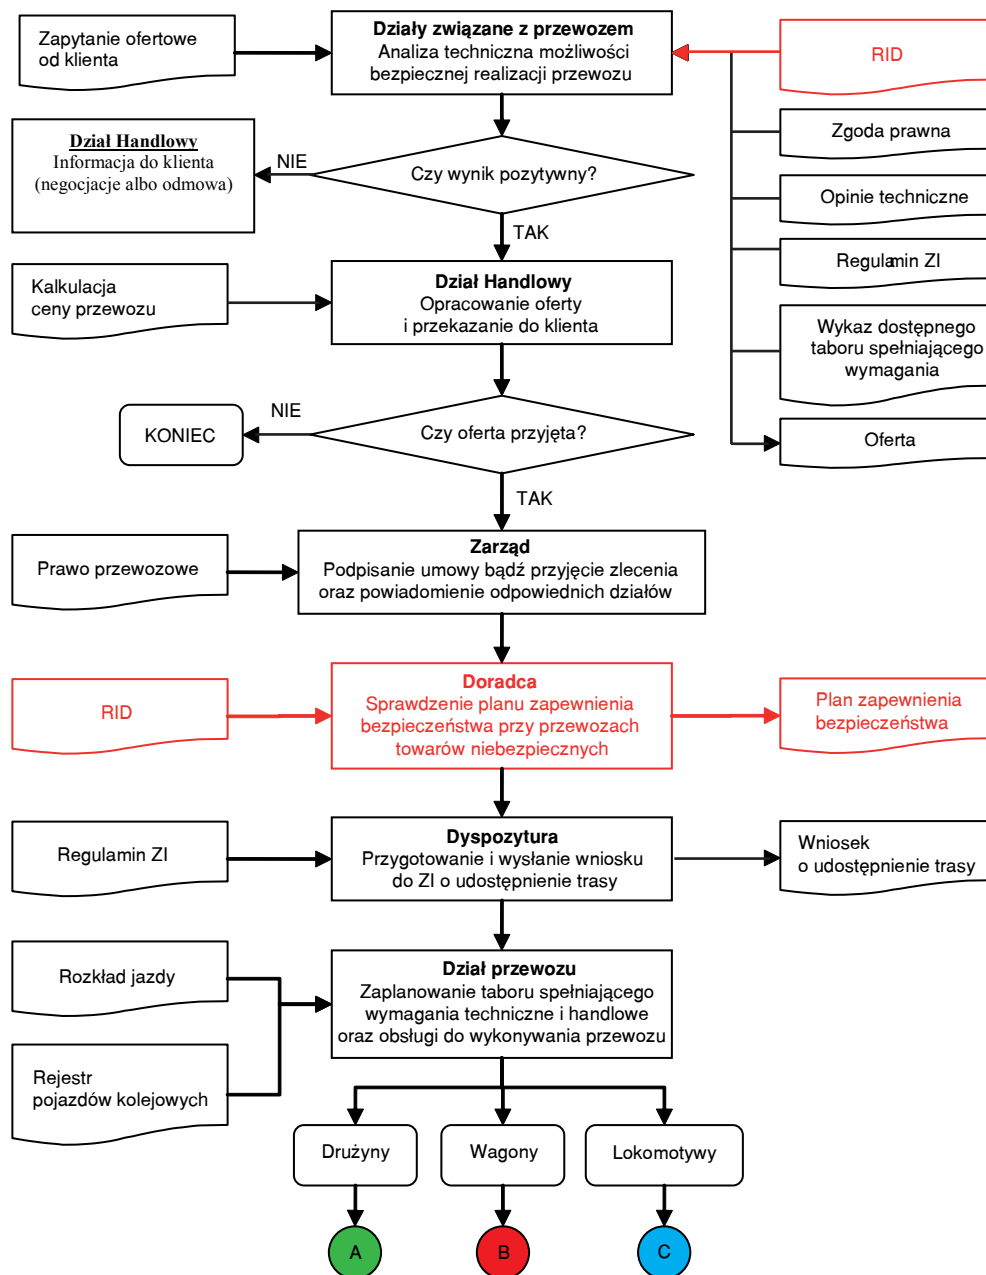 Zapytanie ofertowe
od klienta
Działy związane z przewozem
Analiza techniczna możliwości
bezpiecznej realizacji przewozu
RID
Zgoda prawna
Opinie techniczne
Regulamin ZI
Wykaz dostępnego
taboru spełniającego
wymagania
Oferta
Dział Handlowy
Informacja do klienta
(negocjacje albo odmowa)
NIE
Czy wynik pozytywny?
TAK
Kalkulacja
ceny przewozu
Dział Handlowy
Opracowanie oferty
i przekazanie do klienta
KONIEC
NIE
Czy oferta przyjęta?
TAK
Prawo przewozowe
Zarząd
Podpisanie umowy bądź przyjęcie zlecenia
oraz powiadomienie odpowiednich działów
RID
Doradca
Sprawdzenie planu zapewnienia
bezpieczeństwa przy przewozach
towarów niebezpiecznych
Plan zapewnienia
bezpieczeństwa
Regulamin ZI
Dyspozytura
Przygotowanie i wysłanie wniosku
do ZI o udostępnienie trasy
Wniosek
o udostępnienie trasy
Rozkład jazdy
Rejestr
pojazdów kolejowych
Dział przewozu
Zaplanowanie taboru spełniającego
wymagania techniczne i handlowe
oraz obsługi do wykonywania przewozu
Drużyny
Wagony
Lokomotywy
A
B
C